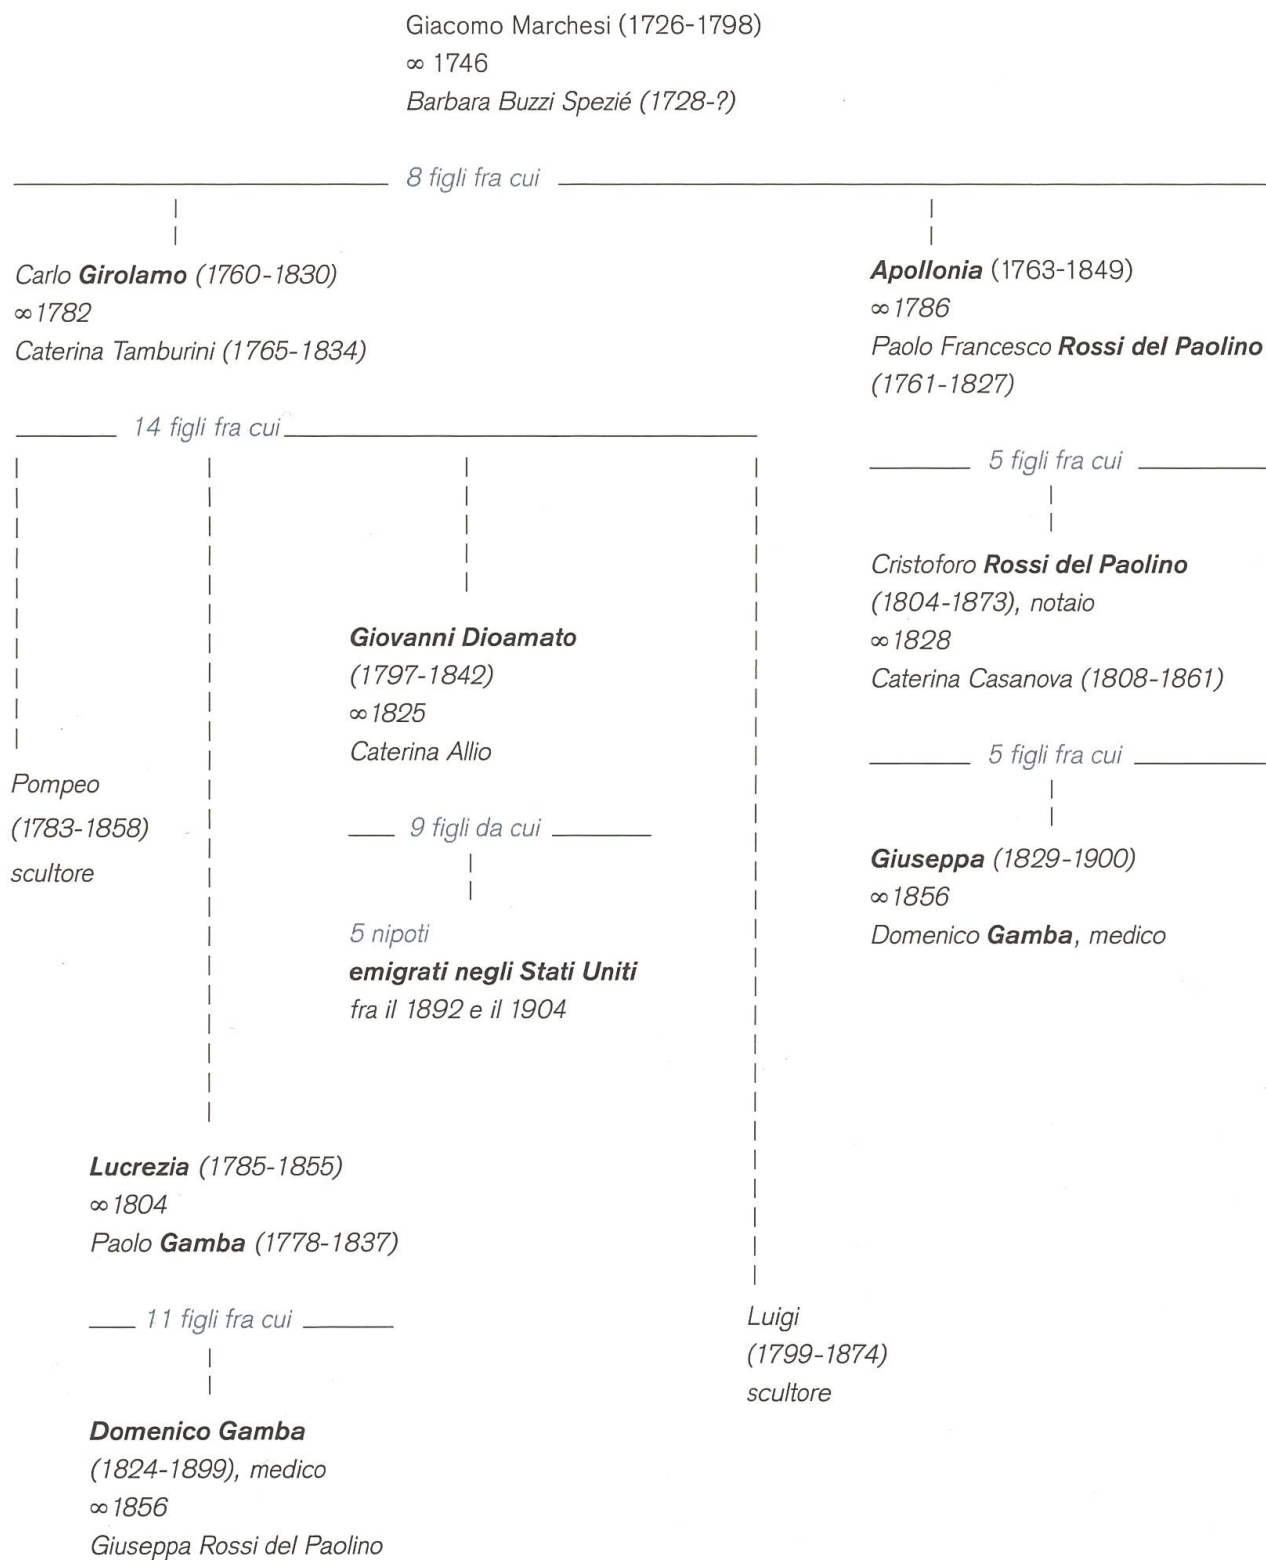 Giacomo Marchesi (1726-1798)
∞ 1746
Barbara Buzzi Spezié (1728-?)
8 figli fra cui
Carlo Girolamo (1760-1830)
∞ 1782
Caterina Tamburini (1765-1834)
14 figli fra cui
Pompeo
(1783-1858)
scultore
Lucrezia (1785-1855)
∞ 1804
Paolo Gamba (1778-1837)
11 figli fra cui
Domenico Gamba
(1824-1899), medico
∞ 1856
Giuseppa Rossi del Paolino
Giovanni Dioamato
(1797-1842)
∞ 1825
Caterina Allio
9 figli da cui
5 nipoti
emigrati negli Stati Uniti
fra il 1892 e il 1904
Luigi
(1799-1874)
scultore
Apollonia (1763-1849)
∞ 1786
Paolo Francesco Rossi del Paolino
(1761-1827)
5 figli fra cui
Cristoforo Rossi del Paolino
(1804-1873), notaio
∞ 1828
Caterina Casanova (1808-1861)
5 figli fra cui
Giuseppa (1829-1900)
∞ 1856
Domenico Gamba, medico